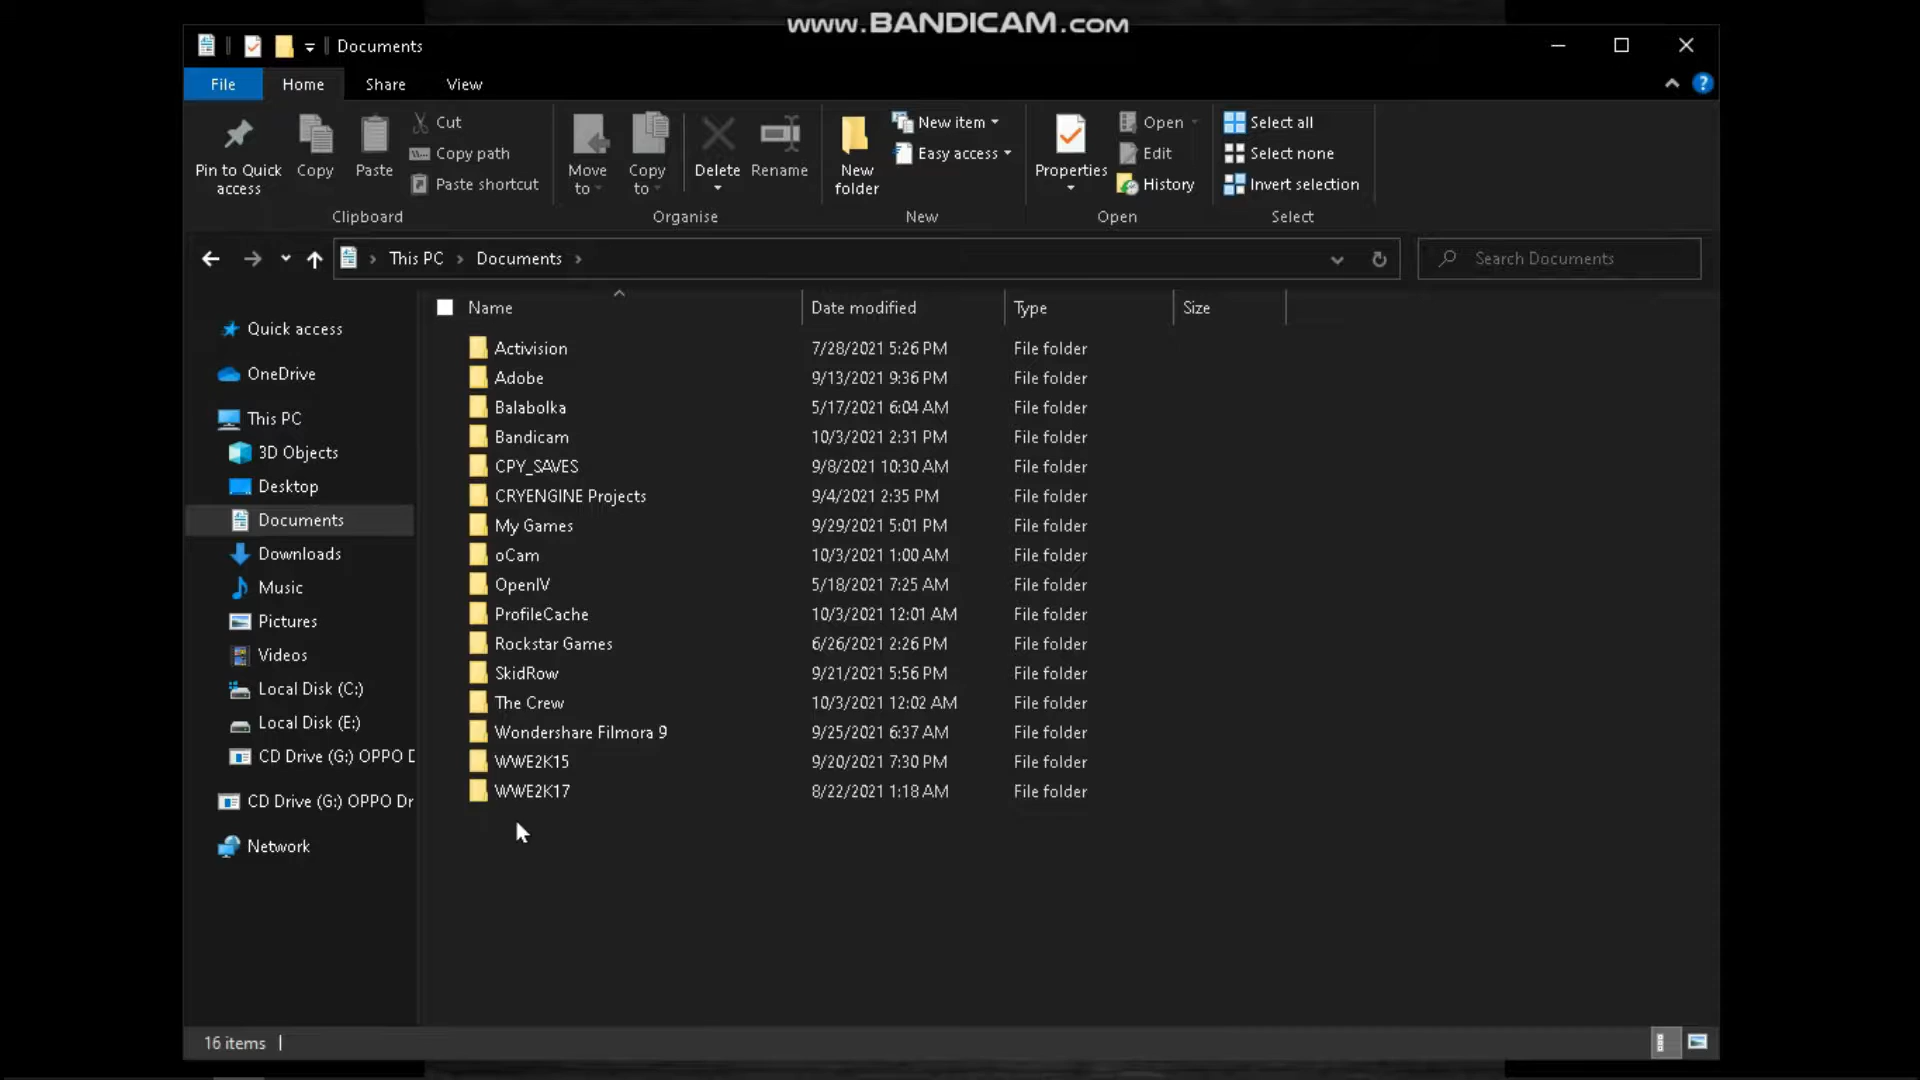 www.BANDICAM.com
Documents
File Home Share View
Pin to Quick access
Copy
Paste
Cut
Copy path
Paste shortcut
Clipboard
Move to
Copy to
Delete
Rename
Organise
New folder
New item
Easy access
New
Properties
Open
Edit
History
Open
Select all
Select none
Invert selection
Select
This PC Documents
Search Documents
Quick access
OneDrive
This PC
3D Objects
Desktop
Documents
Downloads
Music
Pictures
Videos
Local Disk (C:)
Local Disk (E:)
CD Drive (G:) OPPO D
CD Drive (G:) OPPO Dr
Network
Name Date modified Type Size
Activision 7/28/2021 5:26 PM File folder
Adobe 9/13/2021 9:36 PM File folder
Balabolka 5/17/2021 6:04 AM File folder
Bandicam 10/3/2021 2:31 PM File folder
CPY_SAVES 9/8/2021 10:30 AM File folder
CRYENGINE Projects 9/4/2021 2:35 PM File folder
My Games 9/29/2021 5:01 PM File folder
oCam 10/3/2021 1:00 AM File folder
OpenIV 5/18/2021 7:25 AM File folder
ProfileCache 10/3/2021 12:01 AM File folder
Rockstar Games 6/26/2021 2:26 PM File folder
SkidRow 9/21/2021 5:56 PM File folder
The Crew 10/3/2021 12:02 AM File folder
Wondershare Filmora 9 9/25/2021 6:37 AM File folder
WWE2K15 9/20/2021 7:30 PM File folder
WWE2K17 8/22/2021 1:18 AM File folder
16 items